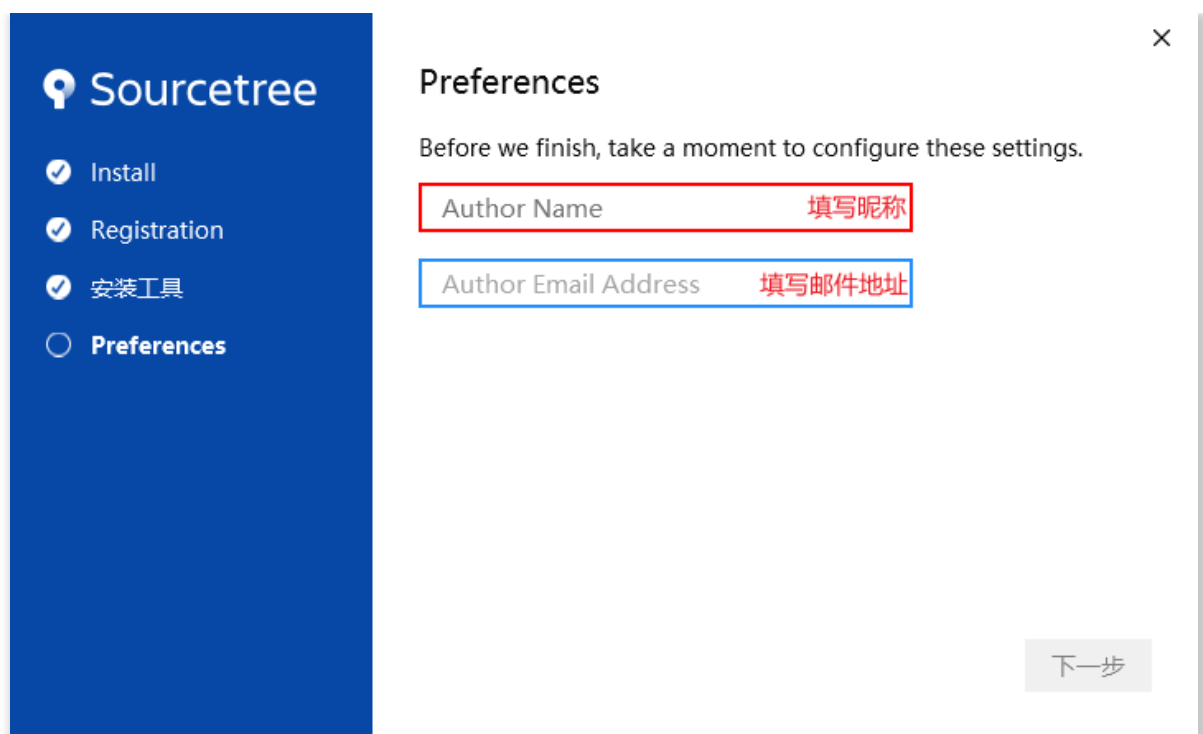 Sourcetree
Install
Registration
安装工具
Preferences
Preferences
Before we finish, take a moment to configure these settings.
Author Name 填写昵称
Author Email Address 填写邮件地址
下一步